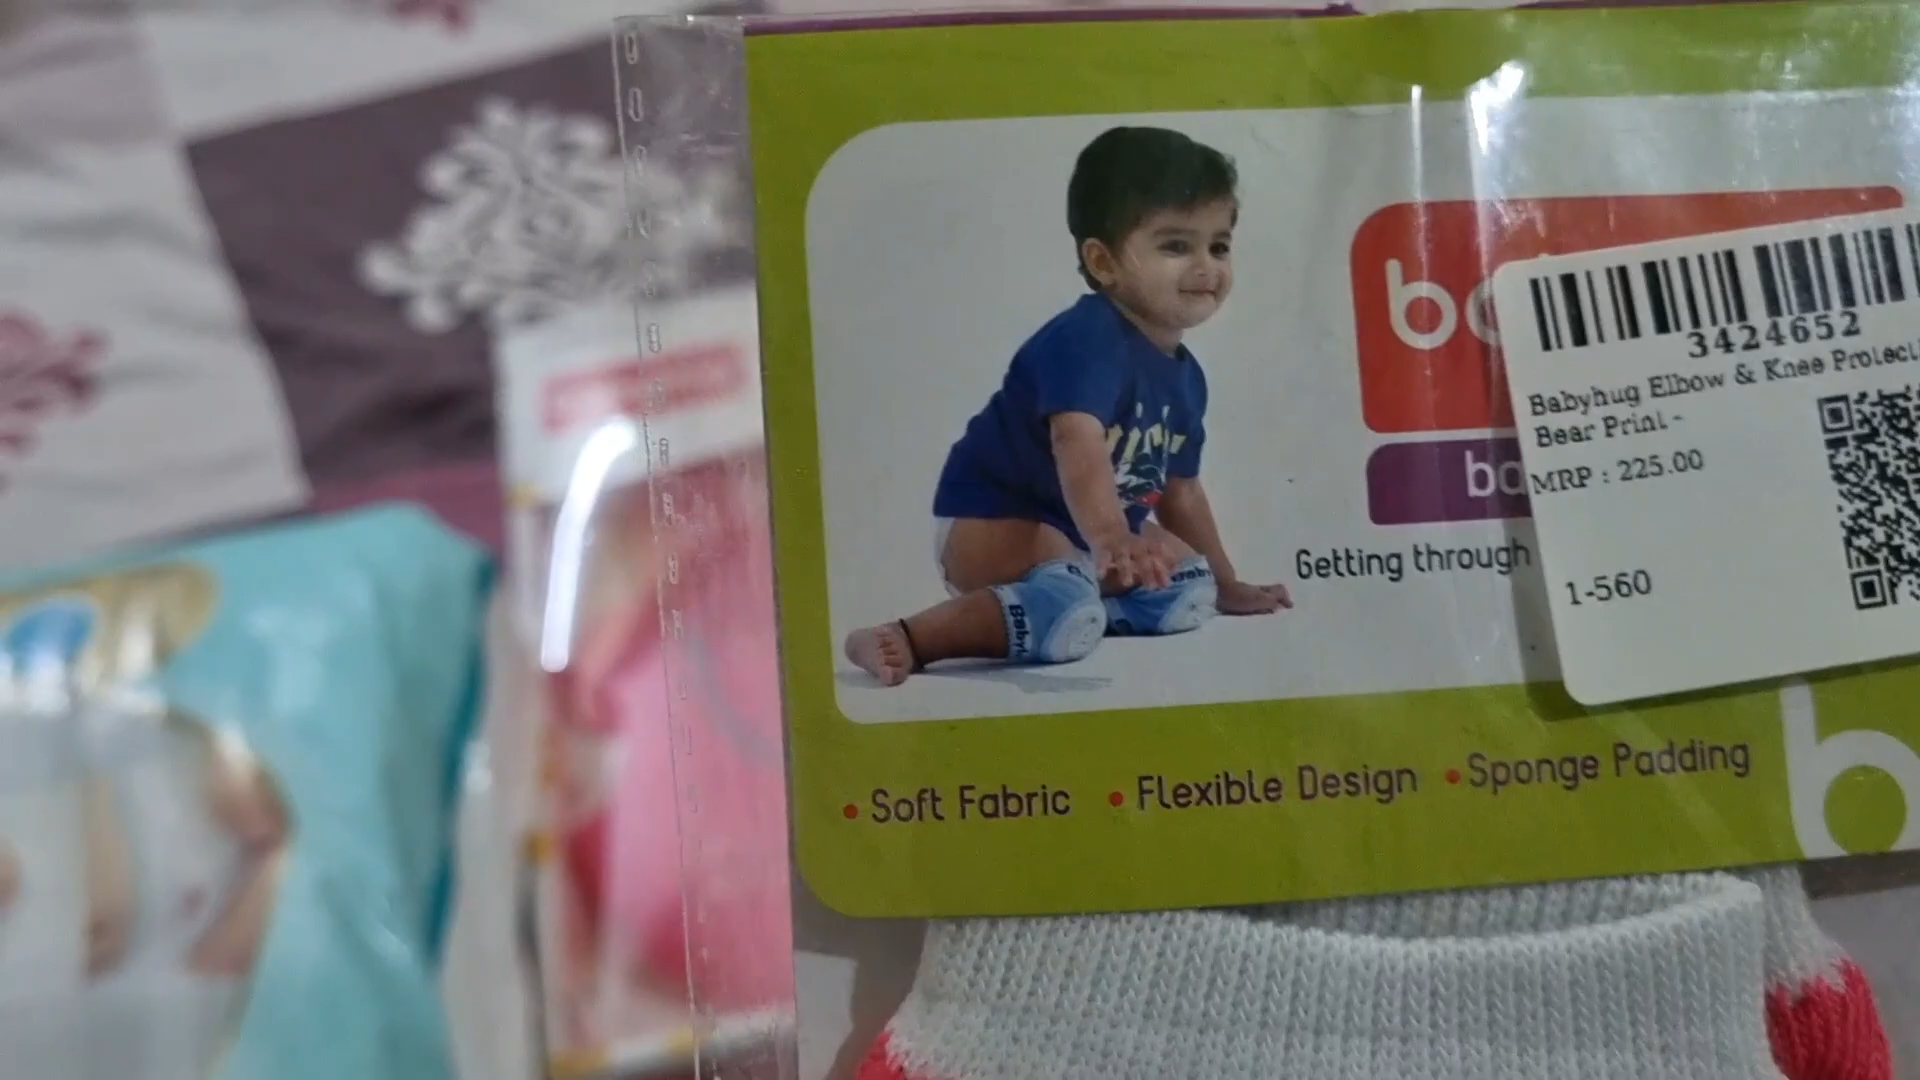 3424652
Babyhug Elbow & Knee
Bear Print -
MRP : 225.00
1-560
Getting through
• Soft Fabric • Flexible Design • Sponge Padding